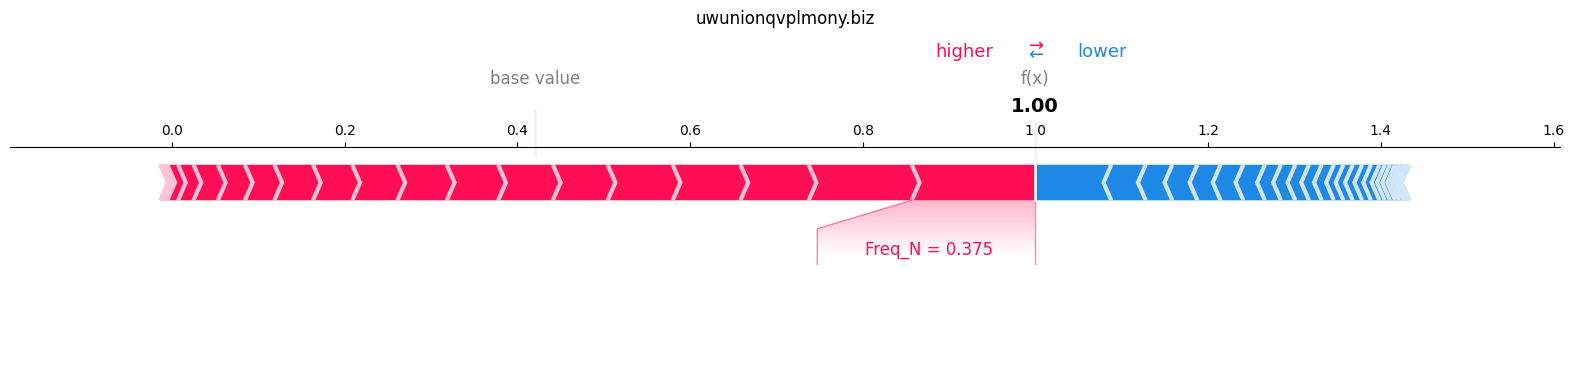 uwunionqvplmony.biz
higher → lower
←
base value f(x)
1.00
0.0 0.2 0.4 0.6 0.8 1.0 1.2 1.4 1.6
Freq_N = 0.375